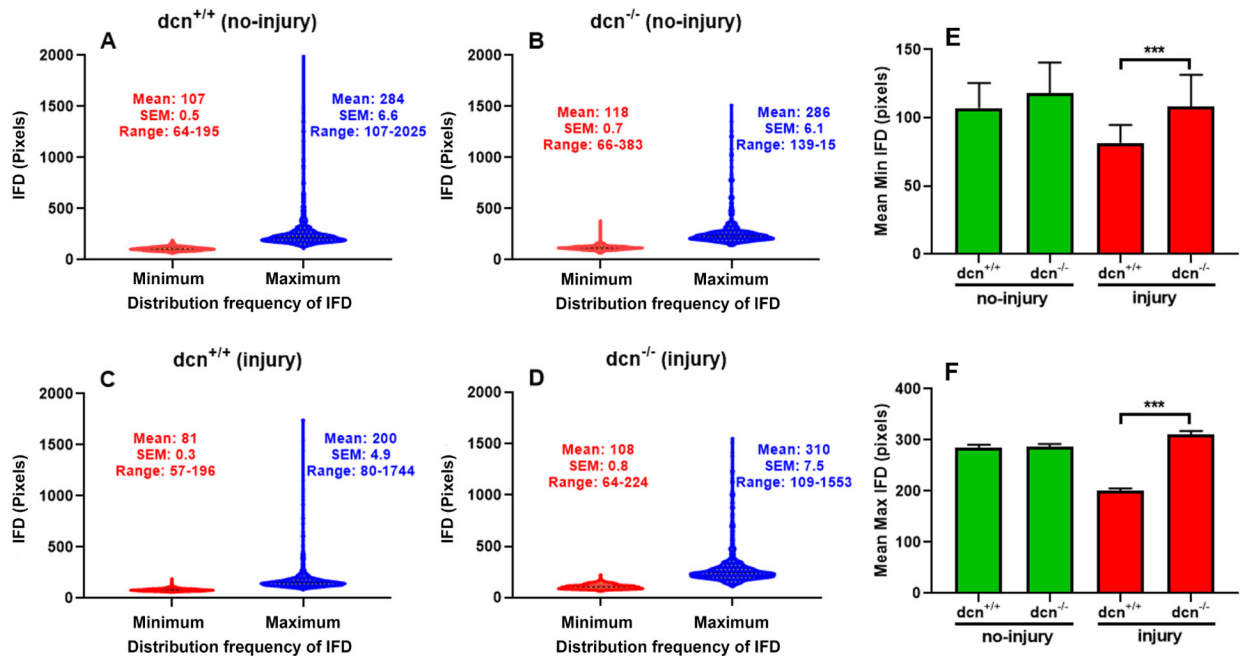 A
dcn+/+ (no-injury)
IFD (Pixels)
2000
1500
1000
500
0
Mean: 107
SEM: 0.5
Range: 64-195
Mean: 284
SEM: 6.6
Range: 107-2025
Minimum
Maximum
Distribution frequency of IFD
B
dcn-/- (no-injury)
IFD (Pixels)
2000
1500
1000
500
0
Mean: 118
SEM: 0.7
Range: 66-383
Mean: 286
SEM: 6.1
Range: 139-15
Minimum
Maximum
Distribution frequency of IFD
E
Mean Min IFD (pixels)
150
100
50
0
***
dcn+/+
dcn-/-
dcn+/+
dcn-/-
no-injury
injury
C
dcn+/+ (injury)
IFD (Pixels)
2000
1500
1000
500
0
Mean: 81
SEM: 0.3
Range: 57-196
Mean: 200
SEM: 4.9
Range: 80-1744
Minimum
Maximum
Distribution frequency of IFD
D
dcn-/- (injury)
IFD (Pixels)
2000
1500
1000
500
0
Mean: 108
SEM: 0.8
Range: 64-224
Mean: 310
SEM: 7.5
Range: 109-1553
Minimum
Maximum
Distribution frequency of IFD
F
Mean Max IFD (pixels)
400
300
200
100
0
***
dcn+/+
dcn-/-
dcn+/+
dcn-/-
no-injury
injury